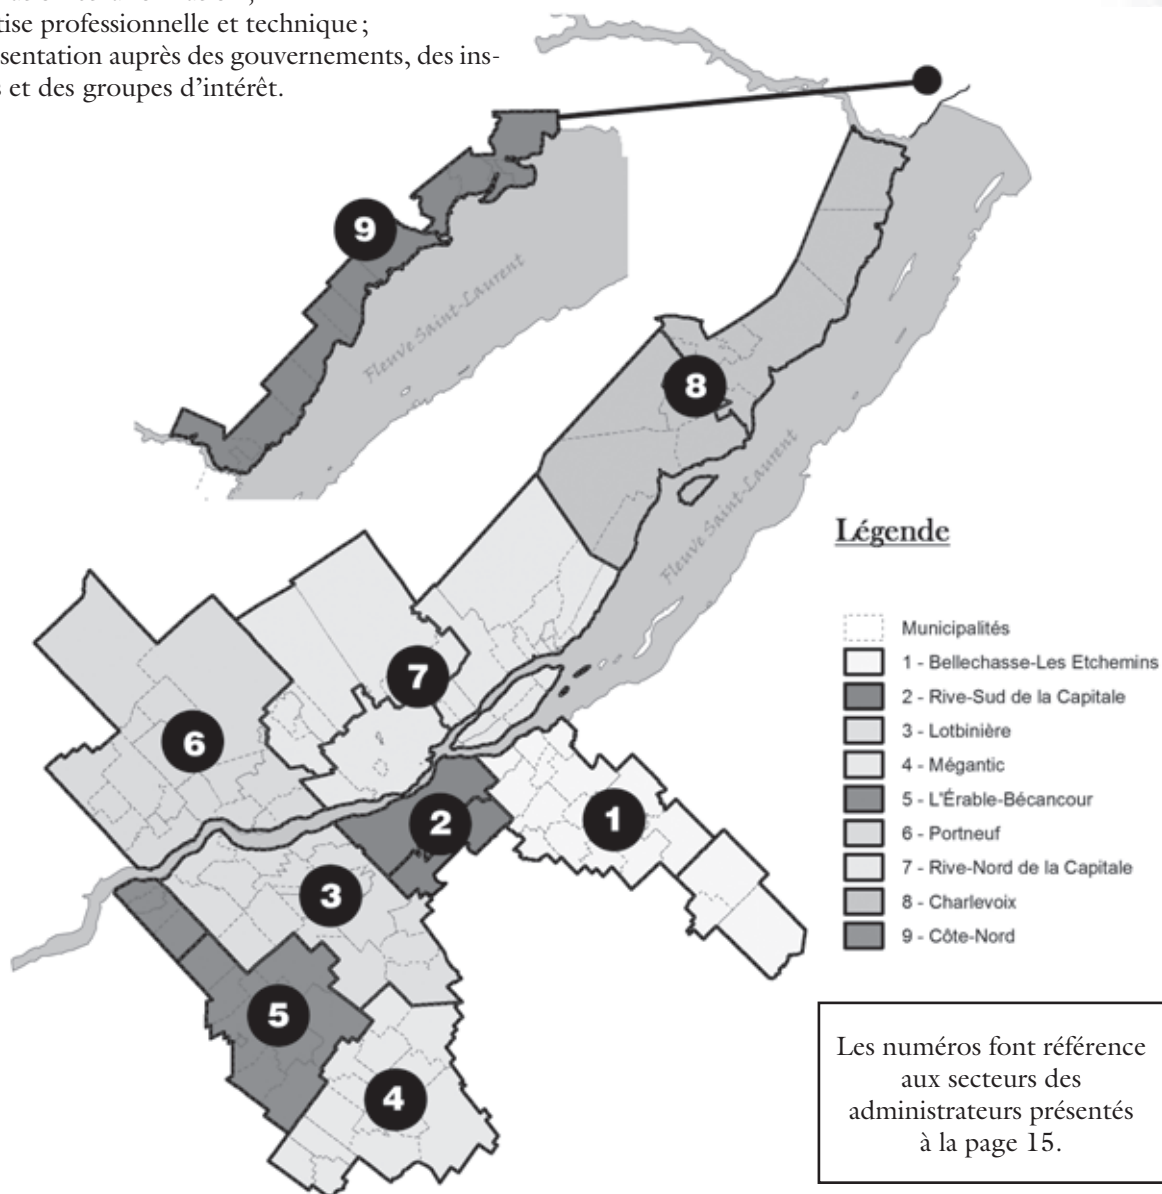 tise professionnelle et technique ;
sentation auprès des gouvernements, des ins-
s et des groupes d'intérêt.
9
Fleuve Saint-Laurent
8
Fleuve Saint-Laurent
7
6
2
1
3
5
4
Légende
Municipalités
1 - Bellechasse-Les Etchemins
2 - Rive-Sud de la Capitale
3 - Lotbinière
4 - Mégantic
5 - L'Érable-Bécancour
6 - Portneuf
7 - Rive-Nord de la Capitale
8 - Charlevoix
9 - Côte-Nord
Les numéros font référence
aux secteurs des
administrateurs présentés
à la page 15.